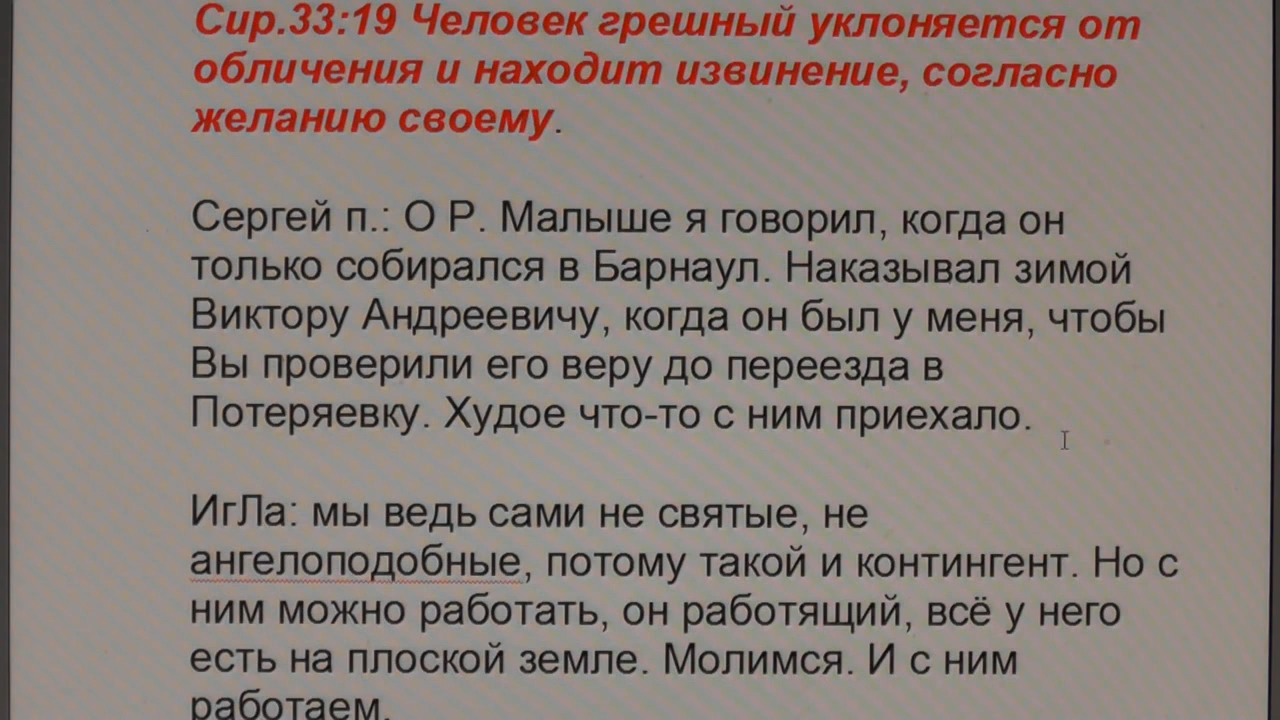 Сир.33:19 Человек грешный уклоняется от
обличения и находит извинение, согласно
желанию своему.
Сергей п.: О Р. Малыше я говорил, когда он
только собирался в Барнаул. Наказывал зимой
Виктору Андреевичу, когда он был у меня, чтобы
Вы проверили его веру до переезда в
Потеряевку. Худое что-то с ним приехало.
ИгЛа: мы ведь сами не святые, не
ангелоподобные, потому такой и контингент. Но с
ним можно работать, он работящий, всё у него
есть на плоской земле. Молимся. И с ним
работаем.